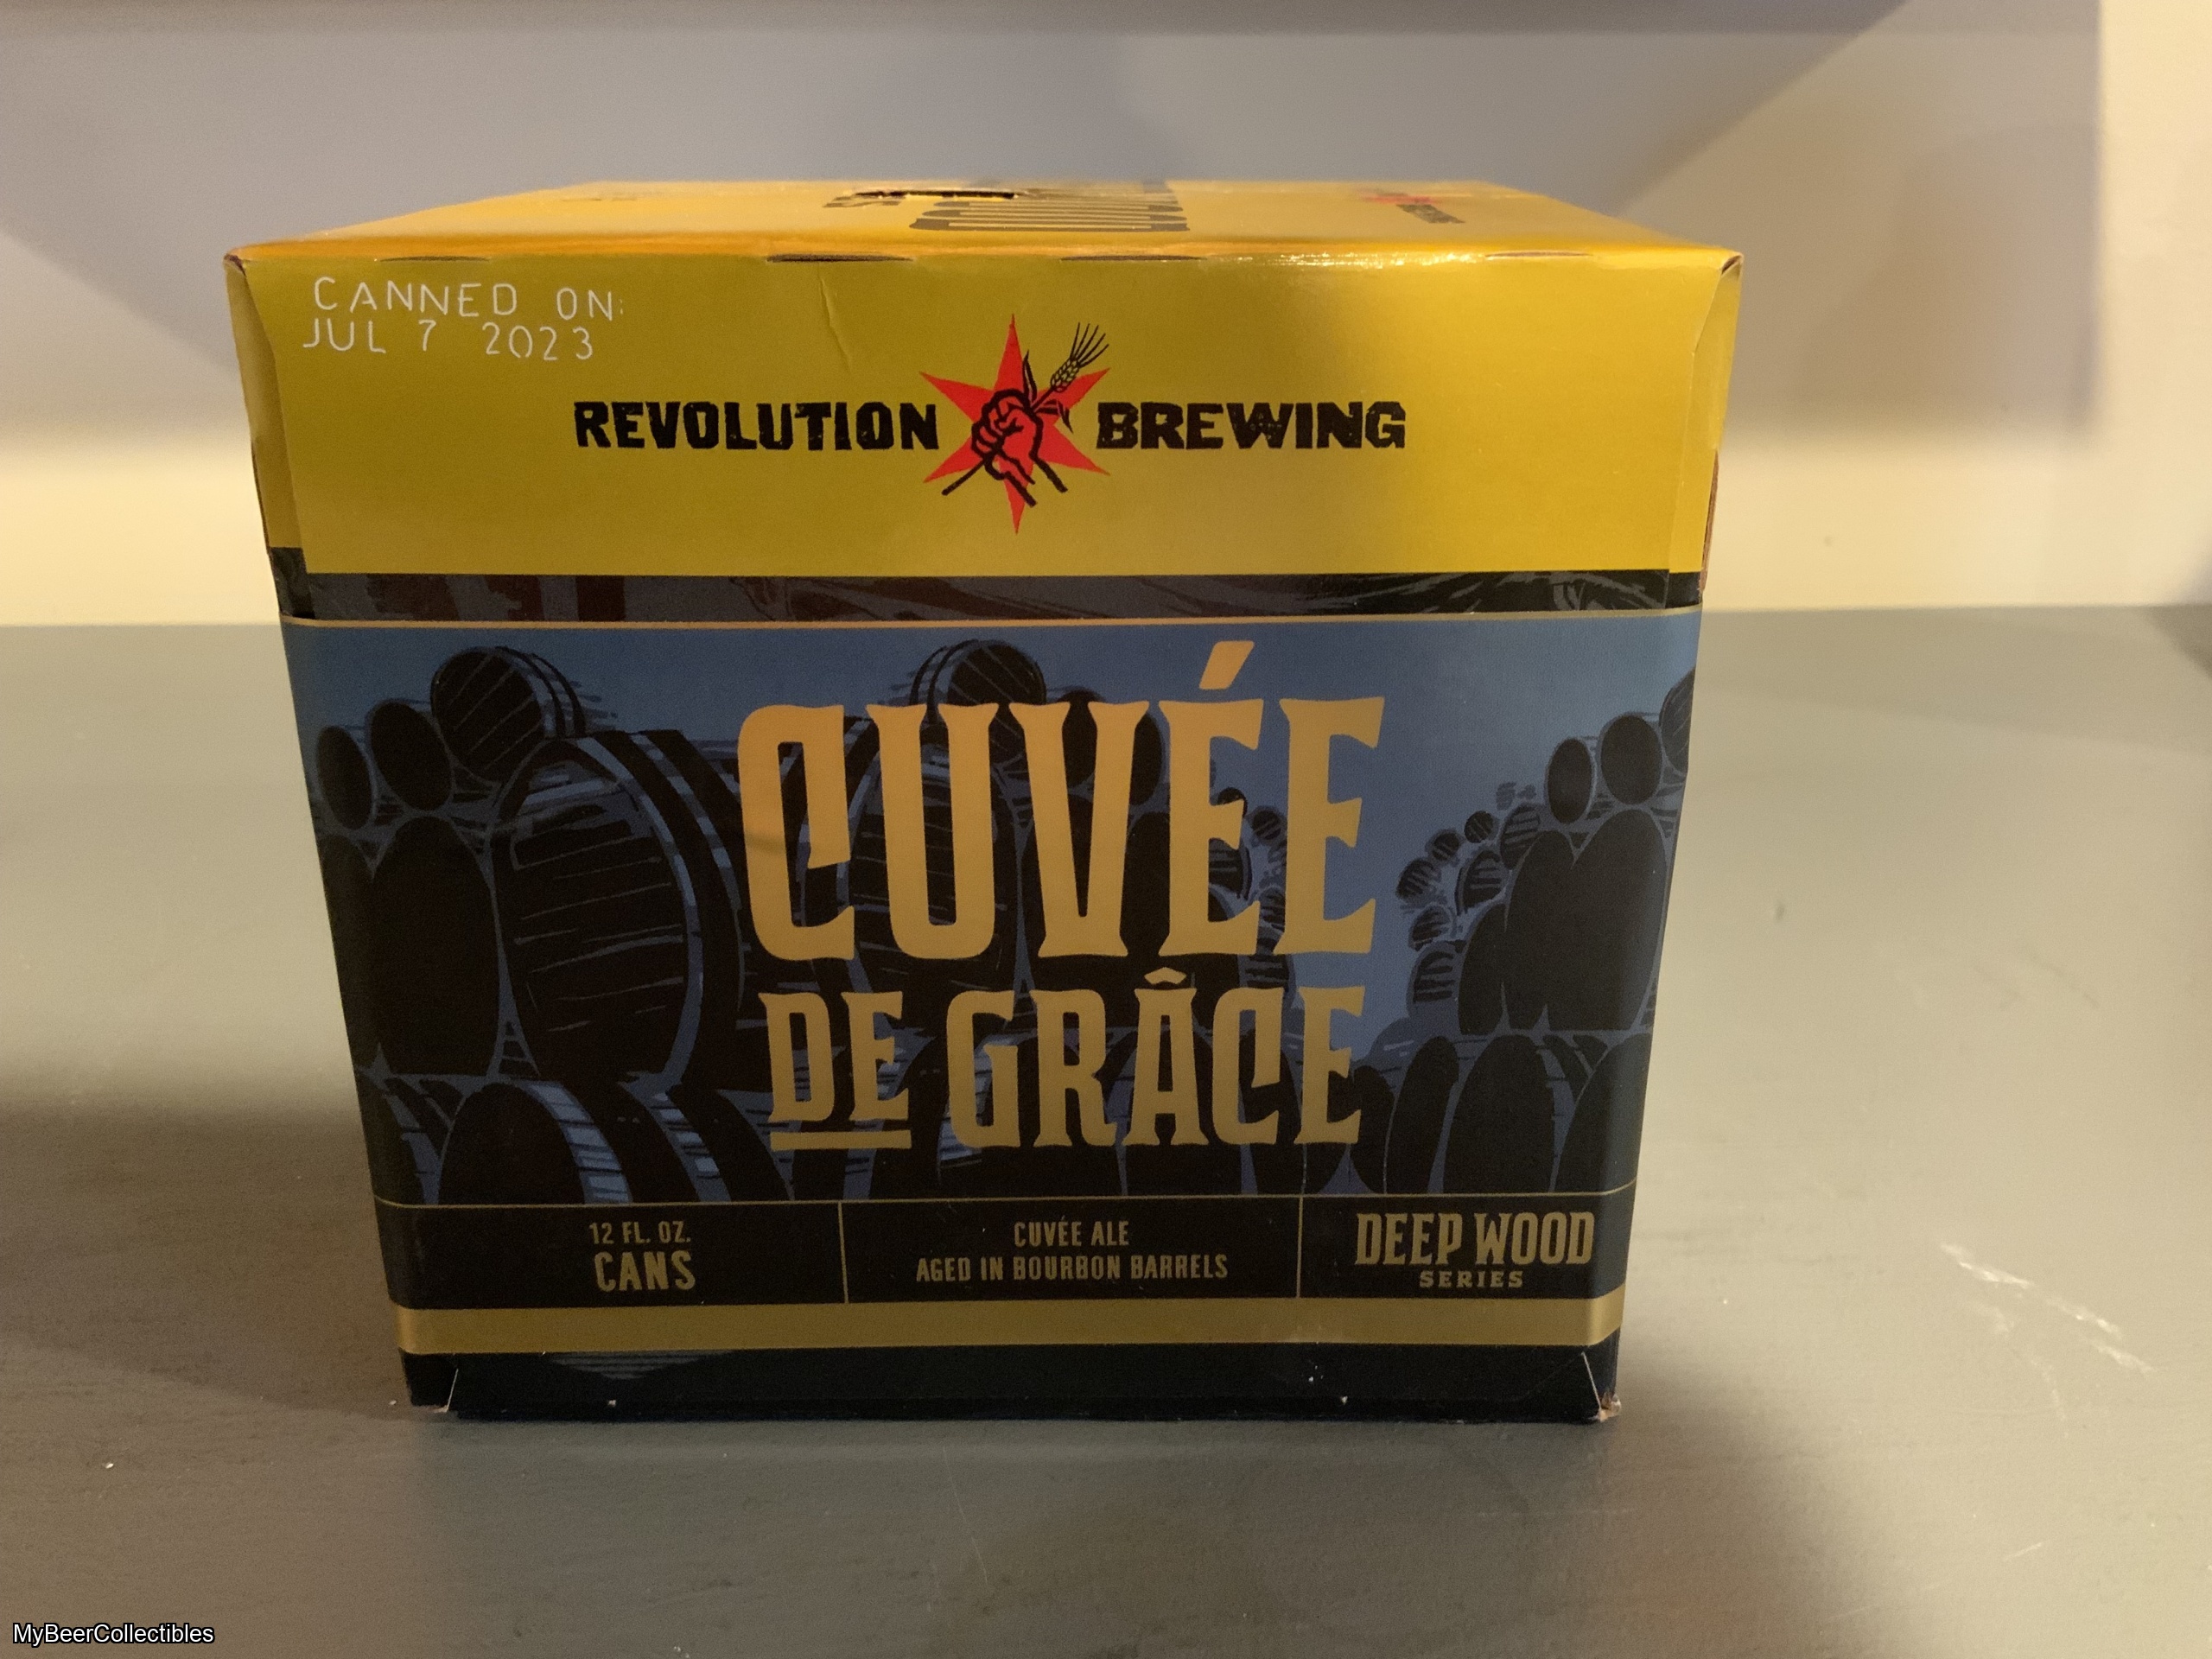 CANNED ON:
JUL 7 2023
REVOLUTION BREWING
CUVÉE
DE GRÂCE
12 FL. OZ.
CANS
CUVÉE ALE
AGED IN BOURBON BARRELS
DEEP WOOD
SERIES
MyBeerCollectibles